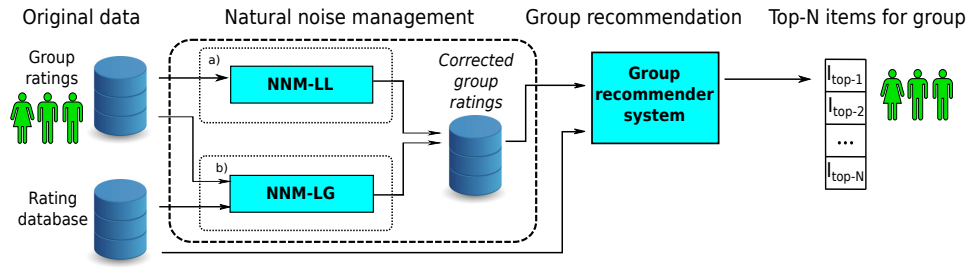 Original data
Natural noise management
Group recommendation
Top-N items for group
Group
ratings
Rating
database
a)
NNM-LL
b)
NNM-LG
Corrected
group
ratings
Group
recommender
system
Itop-1
Itop-2
...
Itop-N